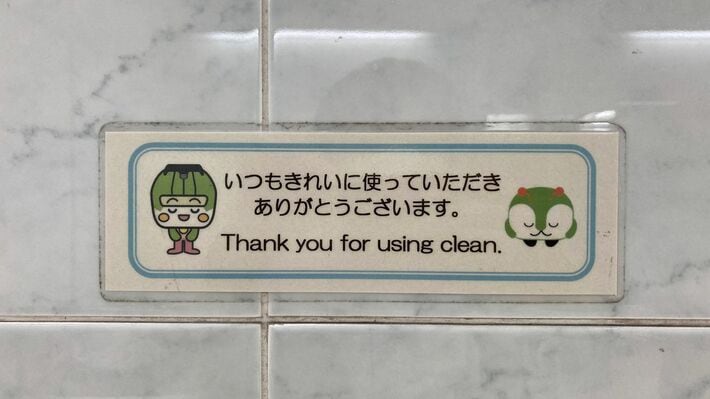 いつもきれいに使っていただき
ありがとうございます。
Thank you for using clean.